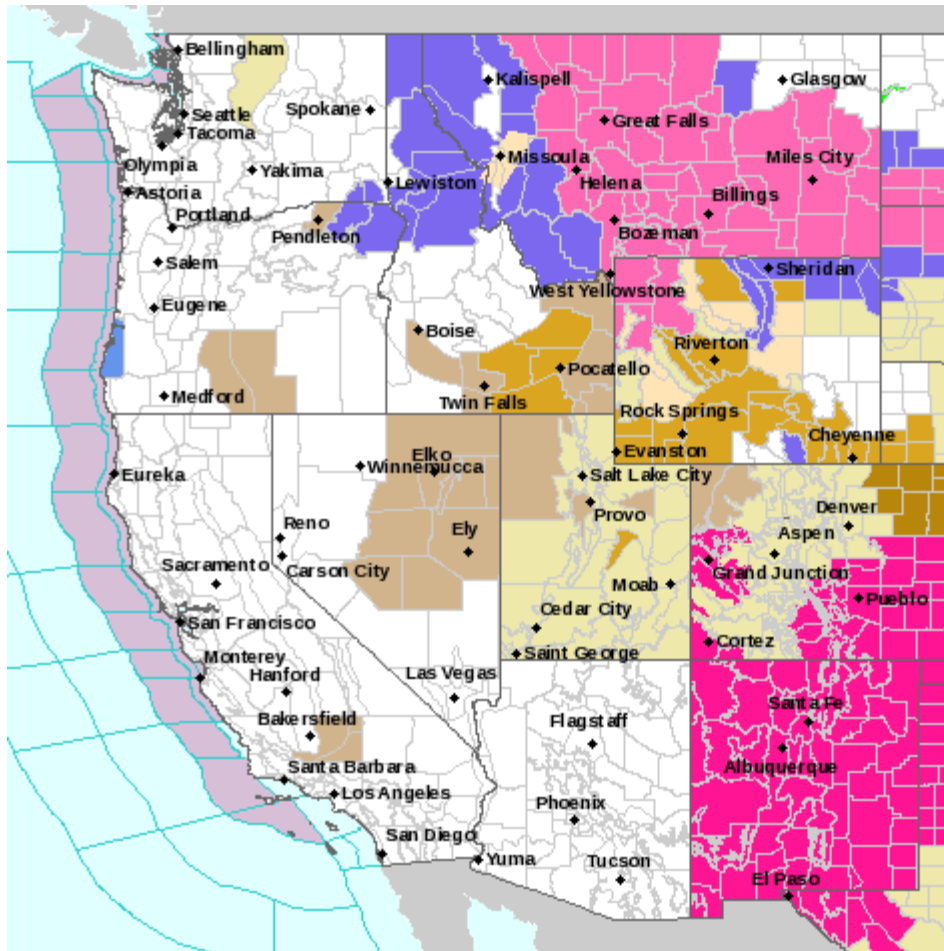 Bellingham
Kalispell
Glasgow
Spokane
Seattle
Great Falls
Tacoma
Olympia
Missoula
Miles City
Yakima
Helena
Lewiston
Astoria
Billings
Portland
Pendleton
Bozeman
Salem
Sheridan
West Yellowstone
Eugene
Boise
Riverton
Pocatello
Medford
Twin Falls
Rock Springs
Cheyenne
Evanston
Elko
Winnemucca
Eureka
Salt Lake City
Provo
Denver
Reno
Ely
Aspen
Carson City
Sacramento
Moab
Grand Junction
Pueblo
Cedar City
San Francisco
Cortez
Saint George
Monterey
Hanford
Las Vegas
Santa Fe
Bakersfield
Flagstaff
Albuquerque
Santa Barbara
Los Angeles
Phoenix
San Diego
Yuma
Tucson
El Paso